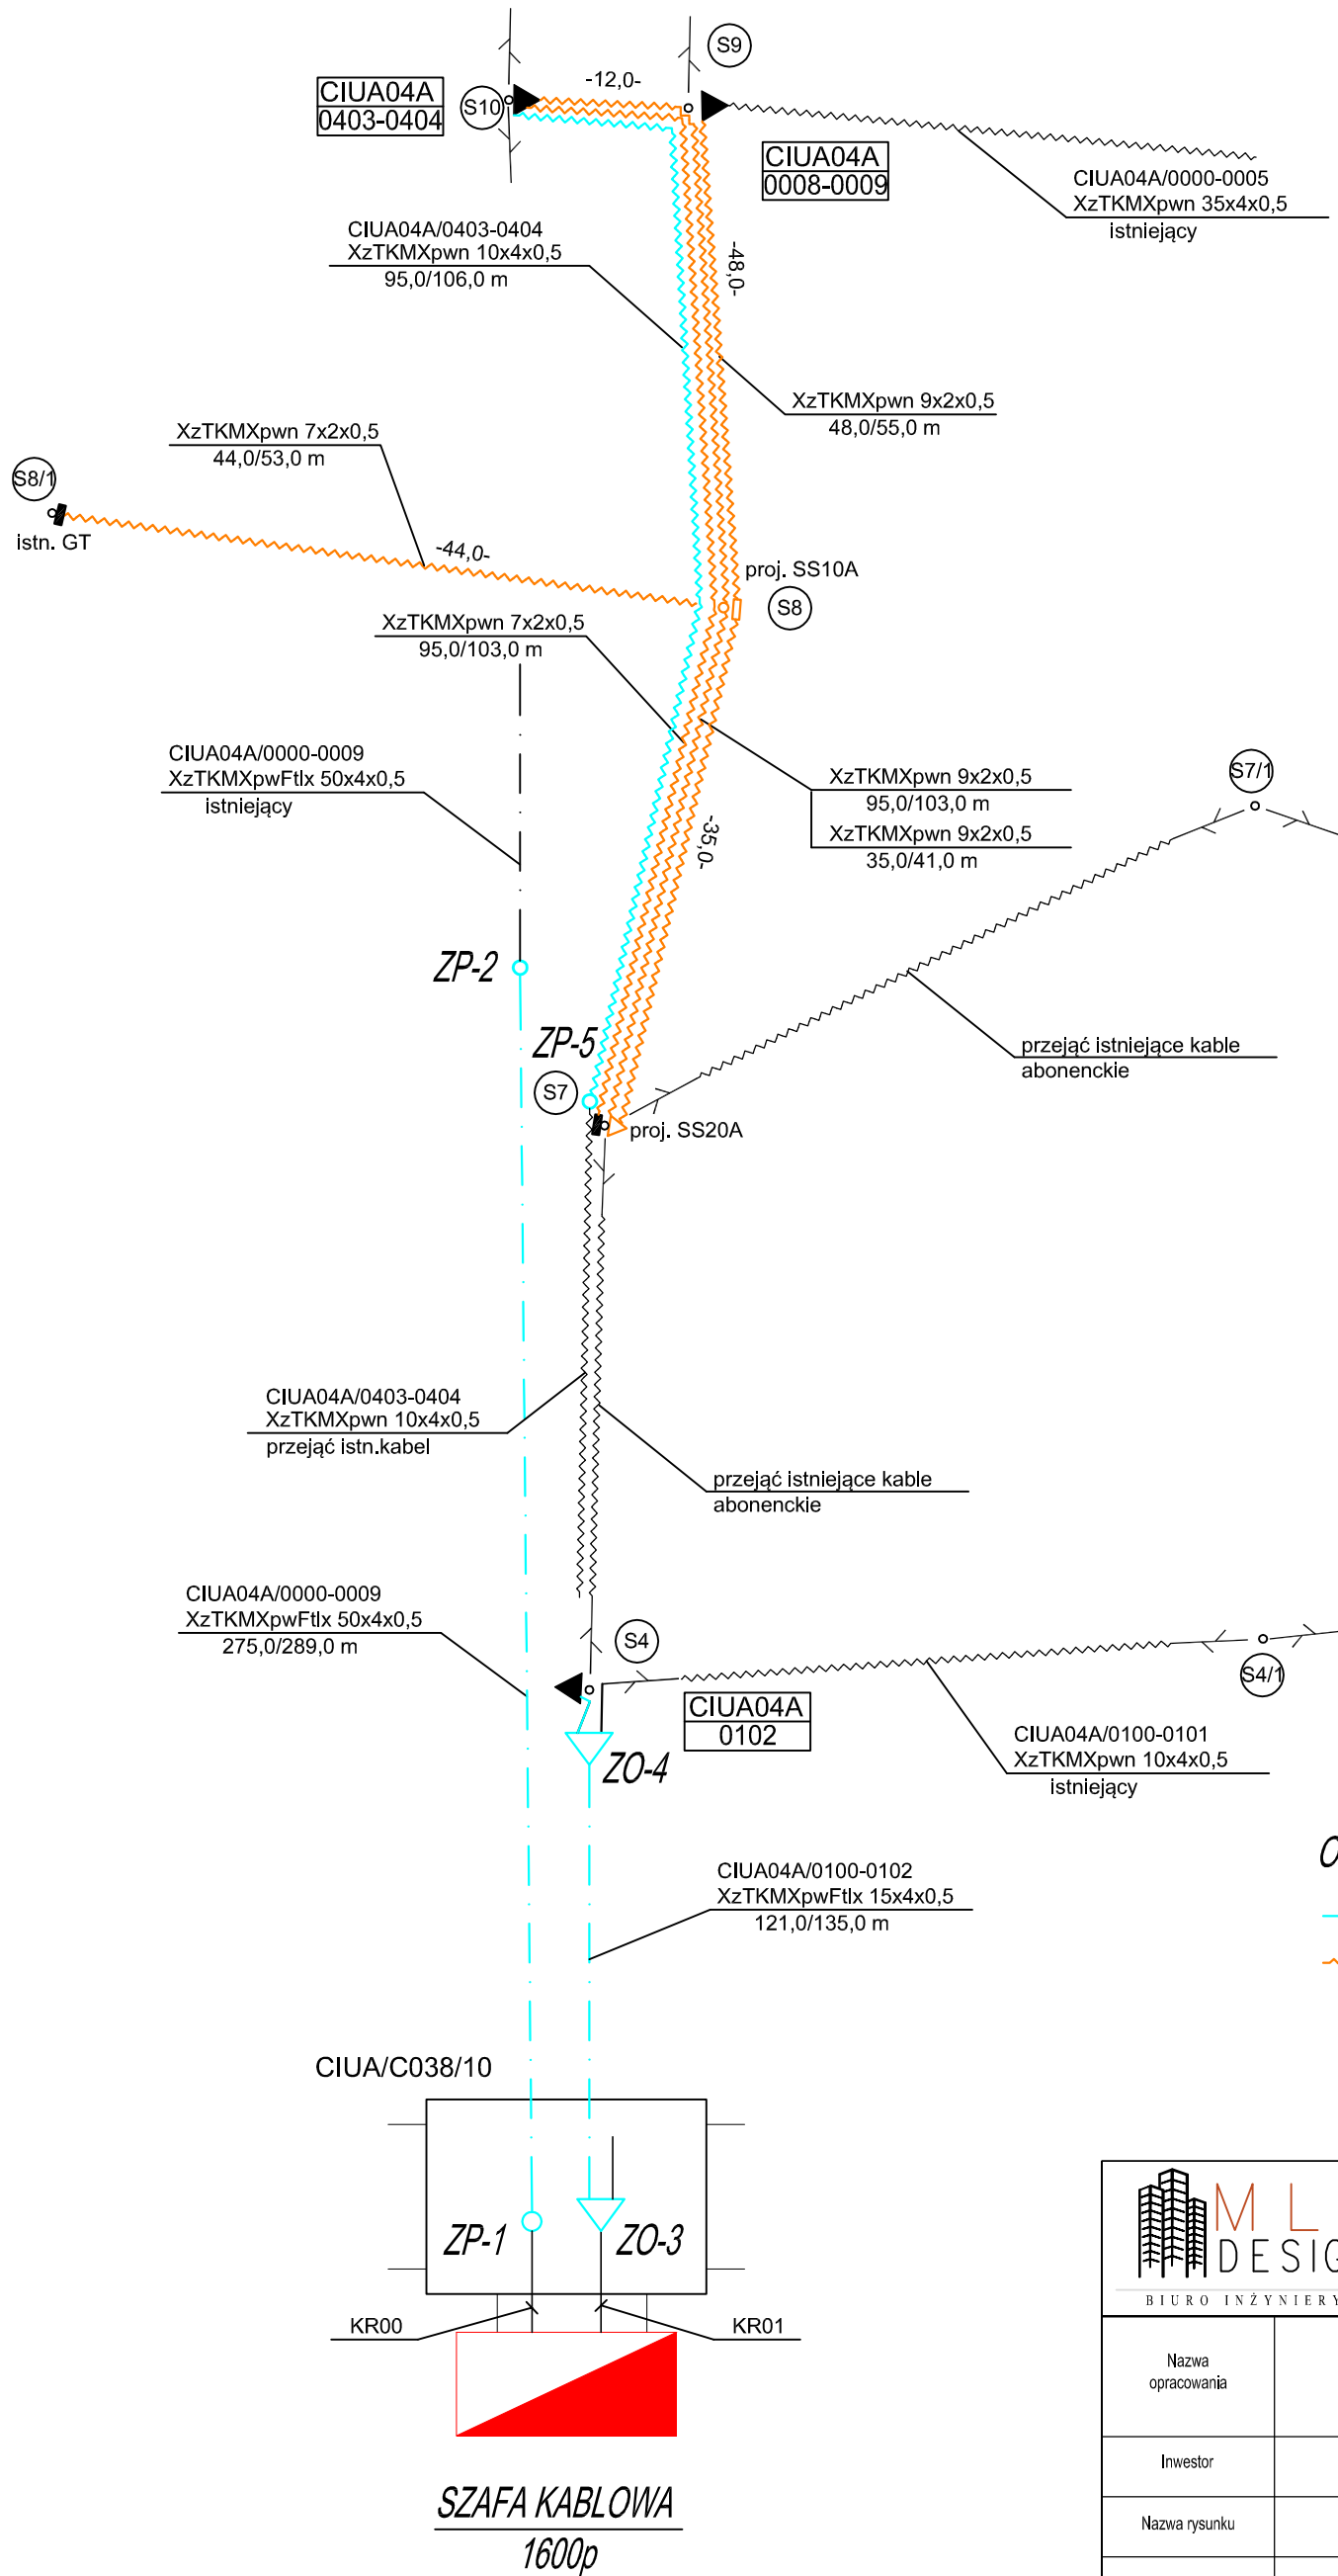 S9
-12,0-
CIUA04A
0403-0404
S10
CIUA04A
0008-0009
CIUA04A/0000-0005
XzTKMXpwn 35x4x0,5
istniejący
CIUA04A/0403-0404
XzTKMXpwn 10x4x0,5
95,0/106,0 m
-48,0-
XzTKMXpwn 9x2x0,5
48,0/55,0 m
XzTKMXpwn 7x2x0,5
44,0/53,0 m
S8/1
istn. GT
-44,0-
proj. SS10A
S8
XzTKMXpwn 7x2x0,5
95,0/103,0 m
CIUA04A/0000-0009
XzTKMXpwFtlx 50x4x0,5
istniejący
XzTKMXpwn 9x2x0,5
95,0/103,0 m
XzTKMXpwn 9x2x0,5
35,0/41,0 m
-35,0-
S7/1
ZP-2
ZP-5
S7
proj. SS20A
przejąć istniejące kable
abonenckie
CIUA04A/0403-0404
XzTKMXpwn 10x4x0,5
przejąć istn.kabel
przejąć istniejące kable
abonenckie
CIUA04A/0000-0009
XzTKMXpwFtlx 50x4x0,5
275,0/289,0 m
S4
S4/1
CIUA04A
0102
ZO-4
CIUA04A/0100-0101
XzTKMXpwn 10x4x0,5
istniejący
CIUA04A/0100-0102
XzTKMXpwFtlx 15x4x0,5
121,0/135,0 m
CIUA/C038/10
ZP-1
ZO-3
KR00
KR01
SZAFA KABLOWA
1600p
M L
DESIG
BIURO INŻYNIERY
Nazwa
opracowania
Inwestor
Nazwa rysunku